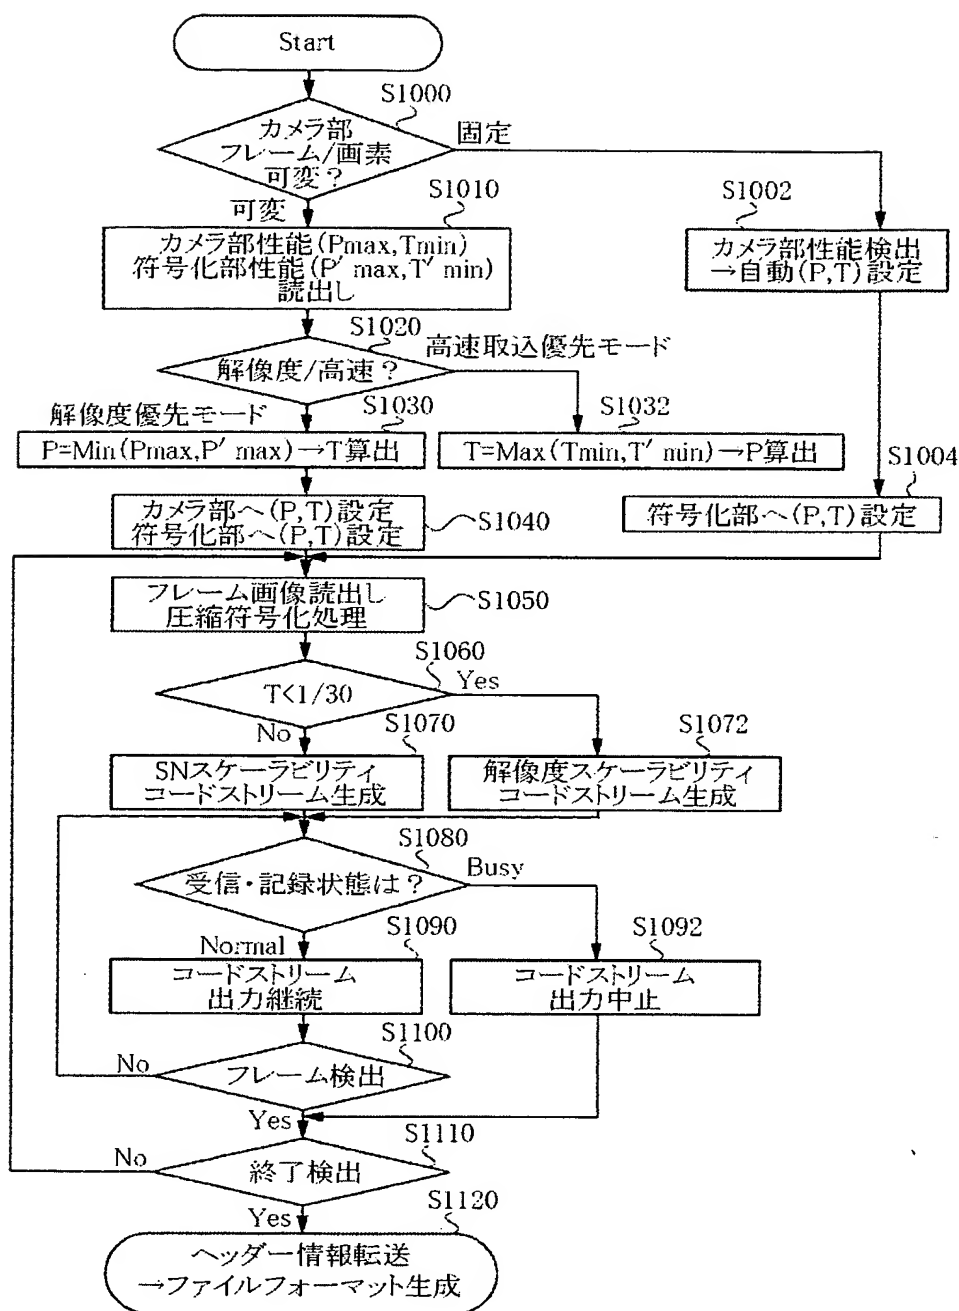 Start
S1000
カメラ部
フレーム/画素
可変?
固定
可変
S1010
カメラ部性能(Pmax,Tmin)
符号化部性能(P′max,T′min)
読出し
S1002
カメラ部性能検出
→自動(P,T)設定
S1020
解像度/高速?
高速取込優先モード
解像度優先モード
S1030
P=Min(Pmax,P′max)→T算出
S1032
T=Max(Tmin,T′min)→P算出
S1004
符号化部へ(P,T)設定
カメラ部へ(P,T)設定
符号化部へ(P,T)設定
S1040
フレーム画像読出し
圧縮符号化処理
S1050
S1060
T<1/30
Yes
No
S1070
SNスケーラビリティ
コードストリーム生成
S1072
解像度スケーラビリティ
コードストリーム生成
S1080
受信・記録状態は?
Busy
Normal
S1090
コードストリーム
出力継続
S1092
コードストリーム
出力中止
S1100
No
フレーム検出
Yes
S1110
No
終了検出
Yes
S1120
ヘッダー情報転送
→ファイルフォーマット生成